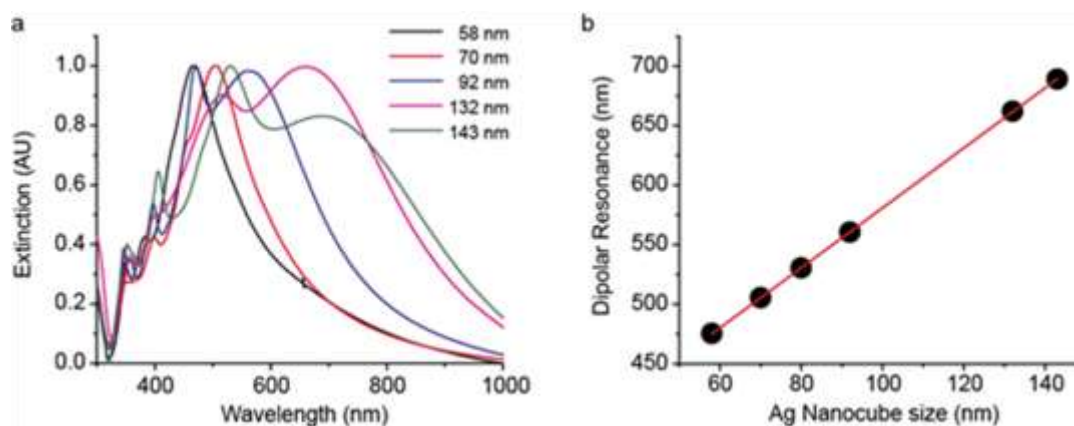 a
58 nm
70 nm
92 nm
132 nm
143 nm
1.0
0.8
0.6
0.4
0.2
0.0
400 600 800 1000
Extinction (AU)
Wavelength (nm)
b
700
650
600
550
500
450
60 80 100 120 140
Dipolar Resonance (nm)
Ag Nanocube size (nm)